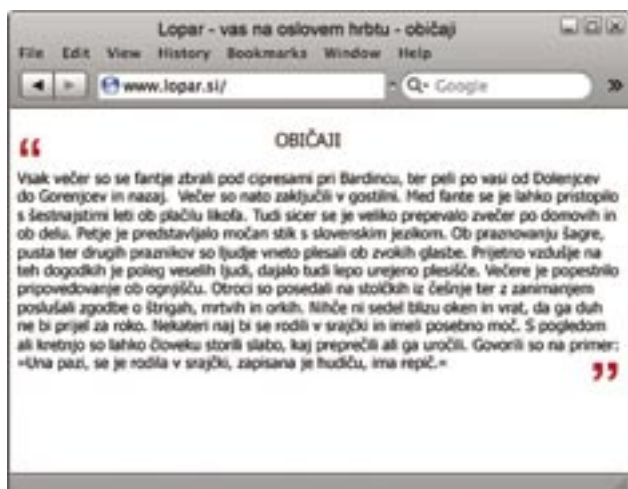 Lopar - vas na oslovem hrbtu - običaji
File Edit View History Bookmarks Window Help
www.lopar.si/ Google
“ OBIČAJI
Vsak večer so se fantje zbrali pod cipresami pri Bardincu, ter peli po vasi od Dolenjcev
do Gorenjcev in nazaj. Večer so nato zaključili v gostilni. Med fante se je lahko pristopilo
s šestnajstimi leti ob plačilu likofa. Tudi sicer se je veliko prepevalo zvečer po domovih in
ob delu. Petje je predstavljalo močan stik s slovenskim jezikom. Ob praznovanju šagre,
pusta ter drugih praznikov so ljudje vneto plesali ob zvokih glasbe. Prijetno vzdušje na
teh dogodkih je poleg veselih ljudi, dajalo tudi lepo urejeno plesišče. Večere je popestrilo
pripovedovanje ob ognjišču. Otroci so posedali na stolčkih iz češnje ter z zanimanjem
poslušali zgodbe o štrigah, mrtvih in orkih. Nihče ni sedel blizu oken in vrat, da ga duh
ne bi prijel za roko. Nekateri naj bi se rodili v srajčki in imeli posebno moč. S pogledom
ali kretnjo so lahko človeku storili slabo, kaj preprečili ali ga uročili. Govorili so na primer:
»Una pazi, se je rodila v srajčki, zapisana je hudiču, ima repič.« ”